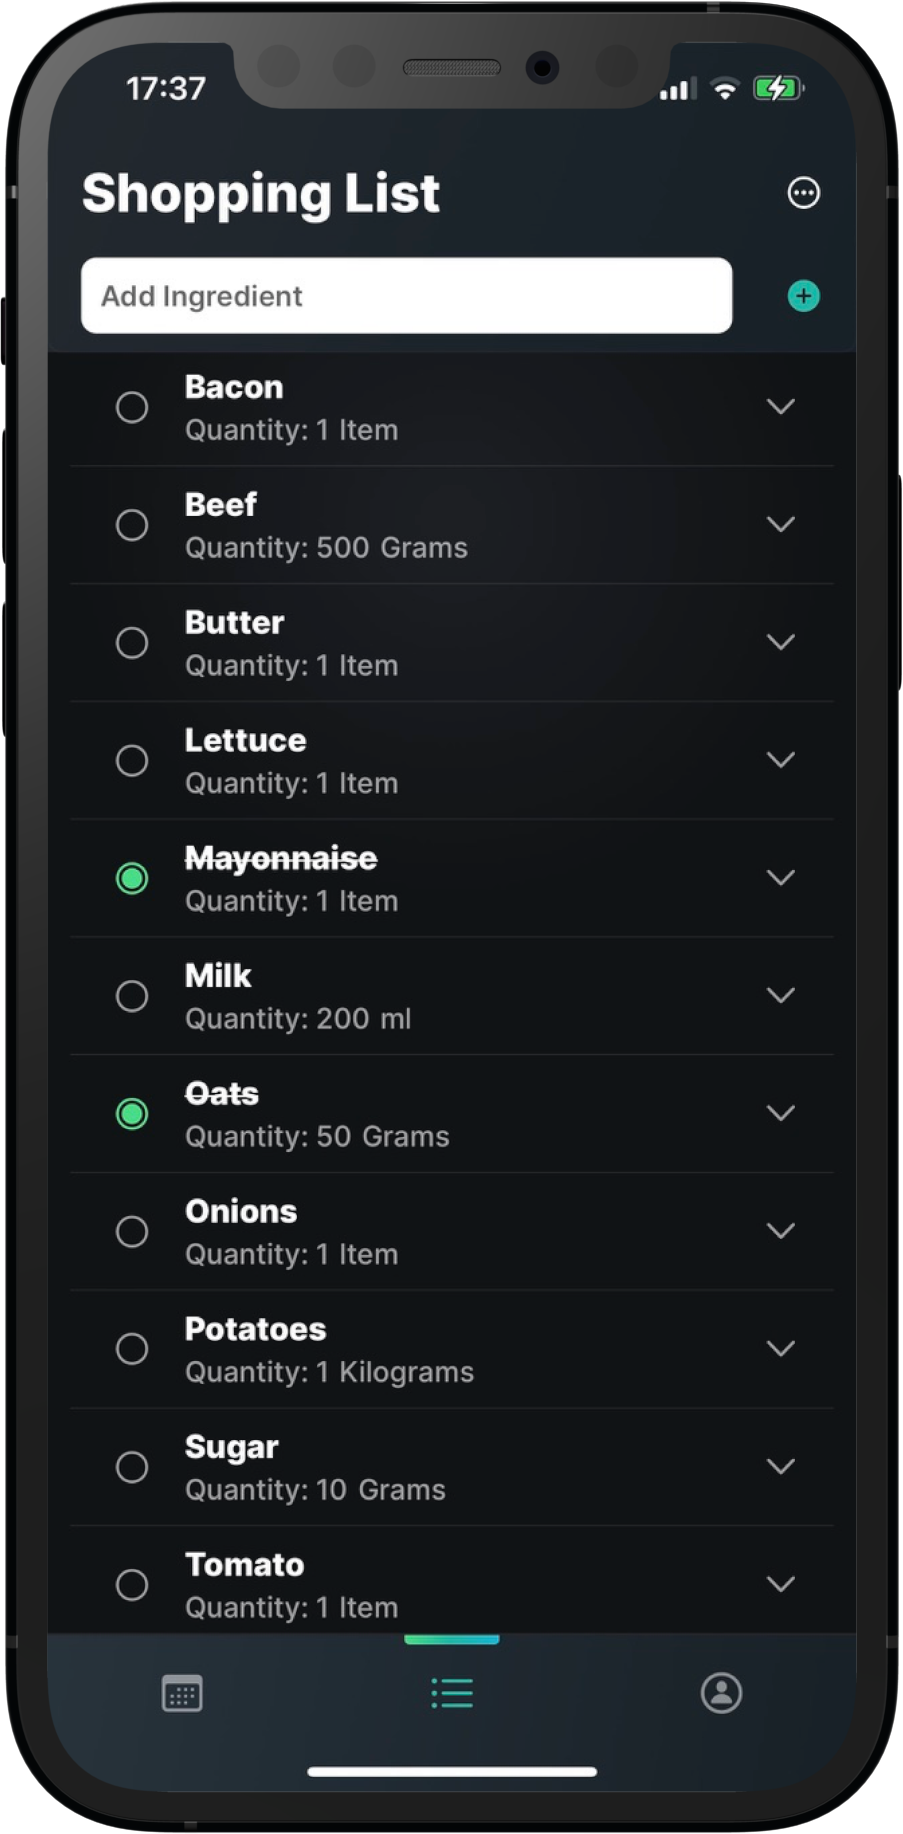 17:37
Shopping List
Add Ingredient
Bacon
Quantity: 1 Item
Beef
Quantity: 500 Grams
Butter
Quantity: 1 Item
Lettuce
Quantity: 1 Item
Mayonnaise
Quantity: 1 Item
Milk
Quantity: 200 ml
Oats
Quantity: 50 Grams
Onions
Quantity: 1 Item
Potatoes
Quantity: 1 Kilograms
Sugar
Quantity: 10 Grams
Tomato
Quantity: 1 Item